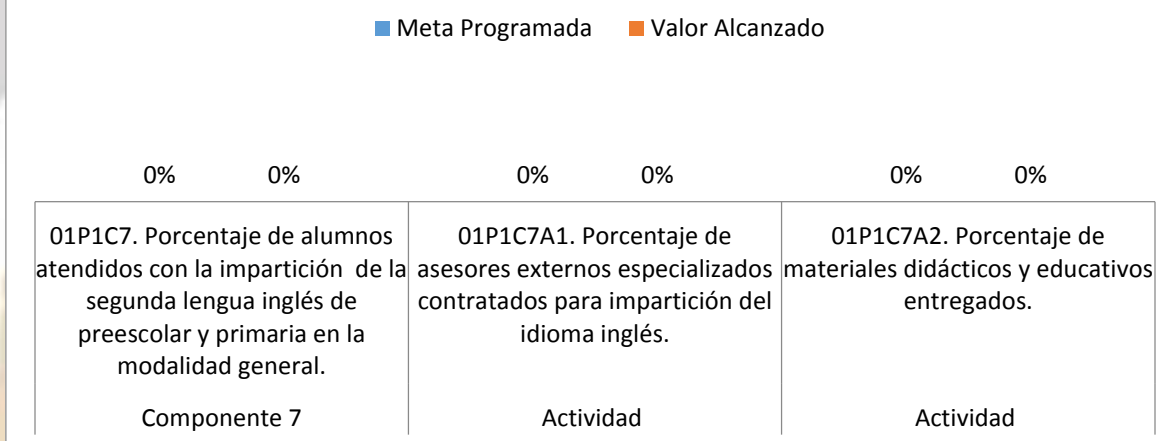 Meta Programada Valor Alcanzado
0% 0% 0% 0% 0% 0%
01P1C7. Porcentaje de alumnos
atendidos con la impartición de la
segunda lengua inglés de
preescolar y primaria en la
modalidad general.
01P1C7A1. Porcentaje de
asesores externos especializados
contratados para impartición del
idioma inglés.
01P1C7A2. Porcentaje de
materiales didácticos y educativos
entregados.
Componente 7 Actividad Actividad